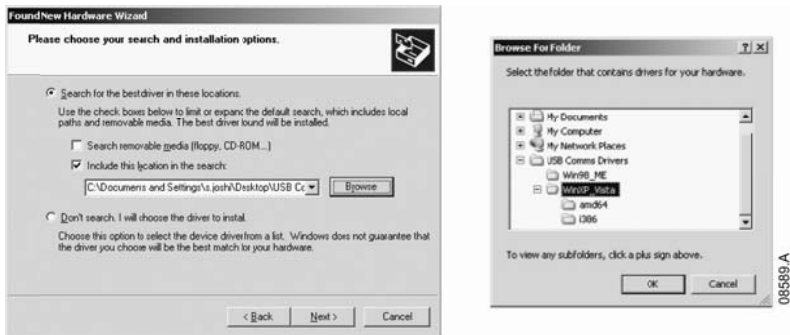 Found New Hardware Wizard
Please choose your search and installation options.
Search for the best driver in these locations.
Use the check boxes below to limit or expand the default search, which includes local
paths and removable media. The best driver found will be installed.
Search removable media (floppy, CD-ROM...)
Include this location in the search:
C:\Documens and Settings\s.joshi\Desktop\USB Cc
Browse
Don't search. I will choose the driver to instal.
Choose this option to select the device driver from a list. Windows does not guarantee that
the driver you choose will be the best match for your hardware.
< Back
Next >
Cancel
Browse For Folder
Select the folder that contains drivers for your hardware.
My Documents
My Computer
My Network Places
USB Comms Drivers
Win98_ME
WinXP_Vista
amd64
i386
To view any subfolders, click a plus sign above.
OK
Cancel
08589.A